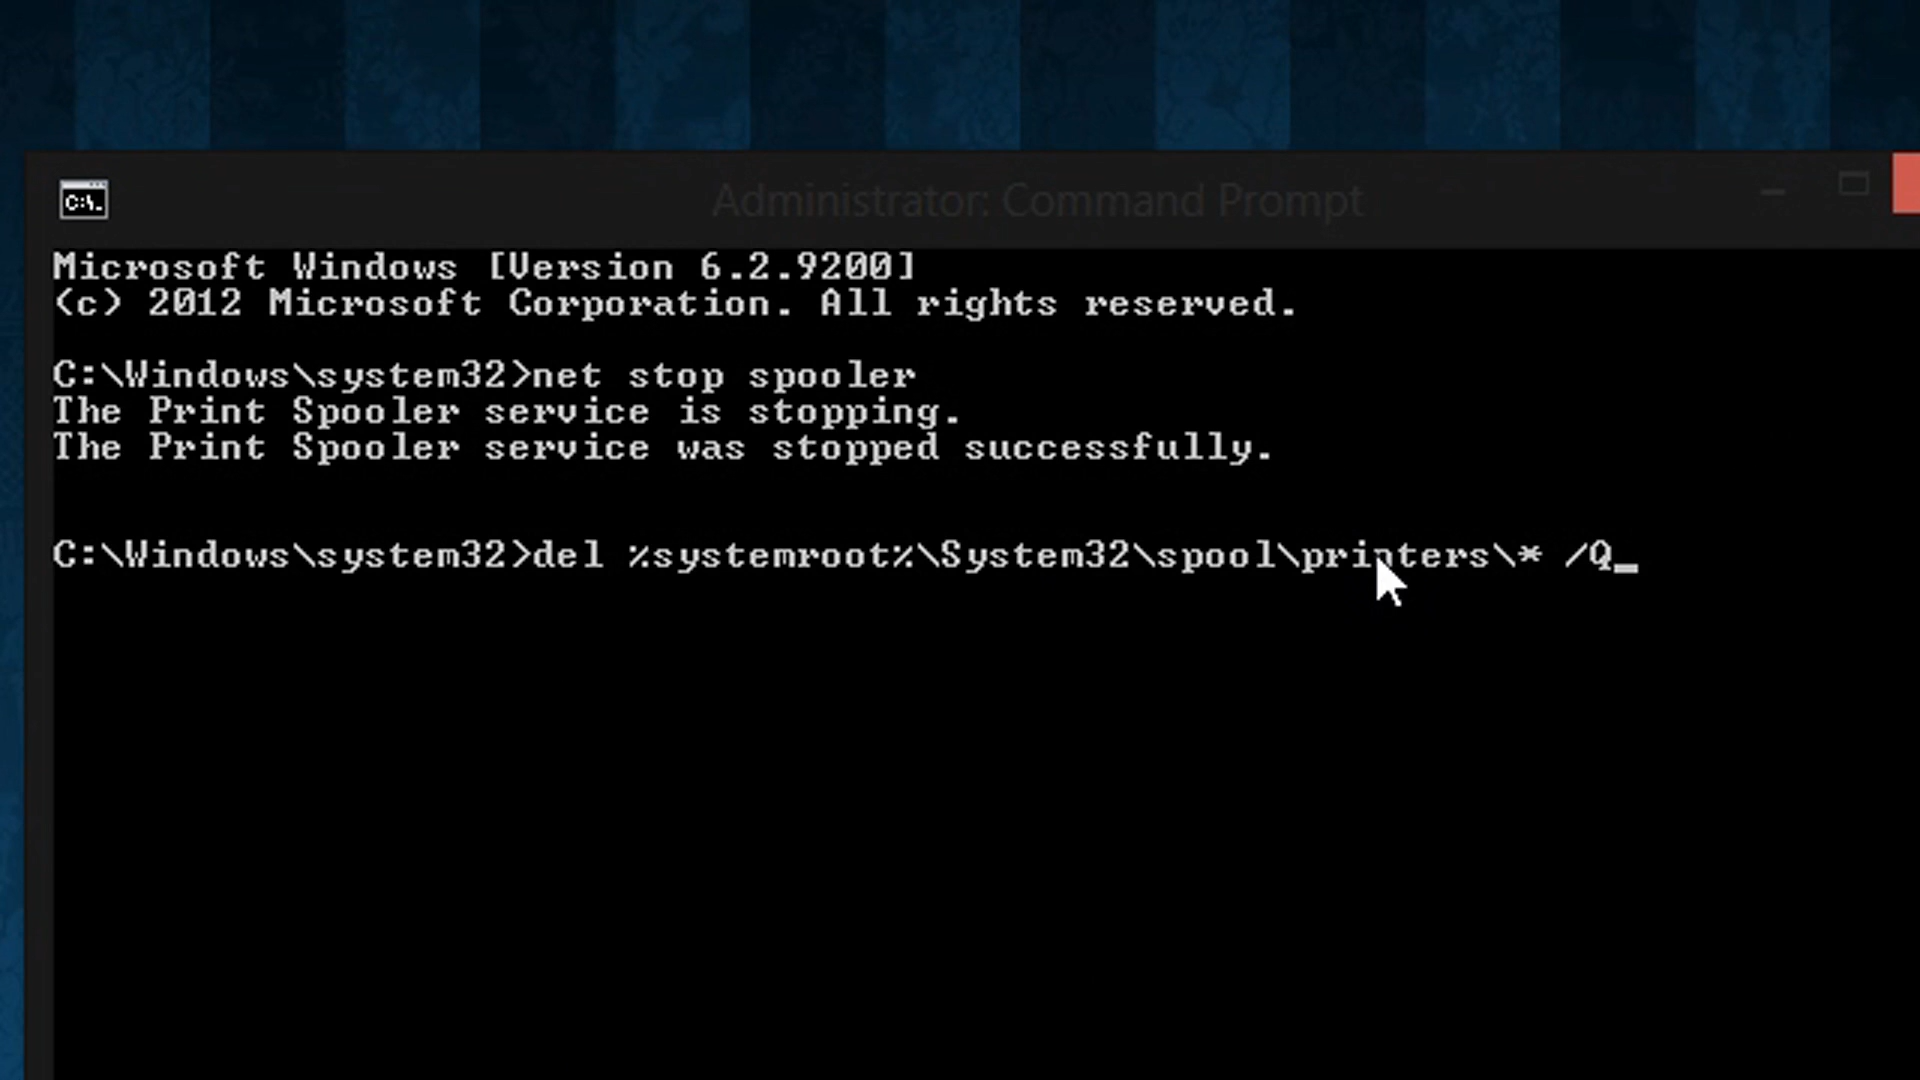 C:\.
Administrator: Command Prompt
Microsoft Windows [Version 6.2.9200]
(c) 2012 Microsoft Corporation. All rights reserved.
C:\Windows\system32>net stop spooler
The Print Spooler service is stopping.
The Print Spooler service was stopped successfully.
C:\Windows\system32>del %systemroot%\System32\spool\printers\* /Q_